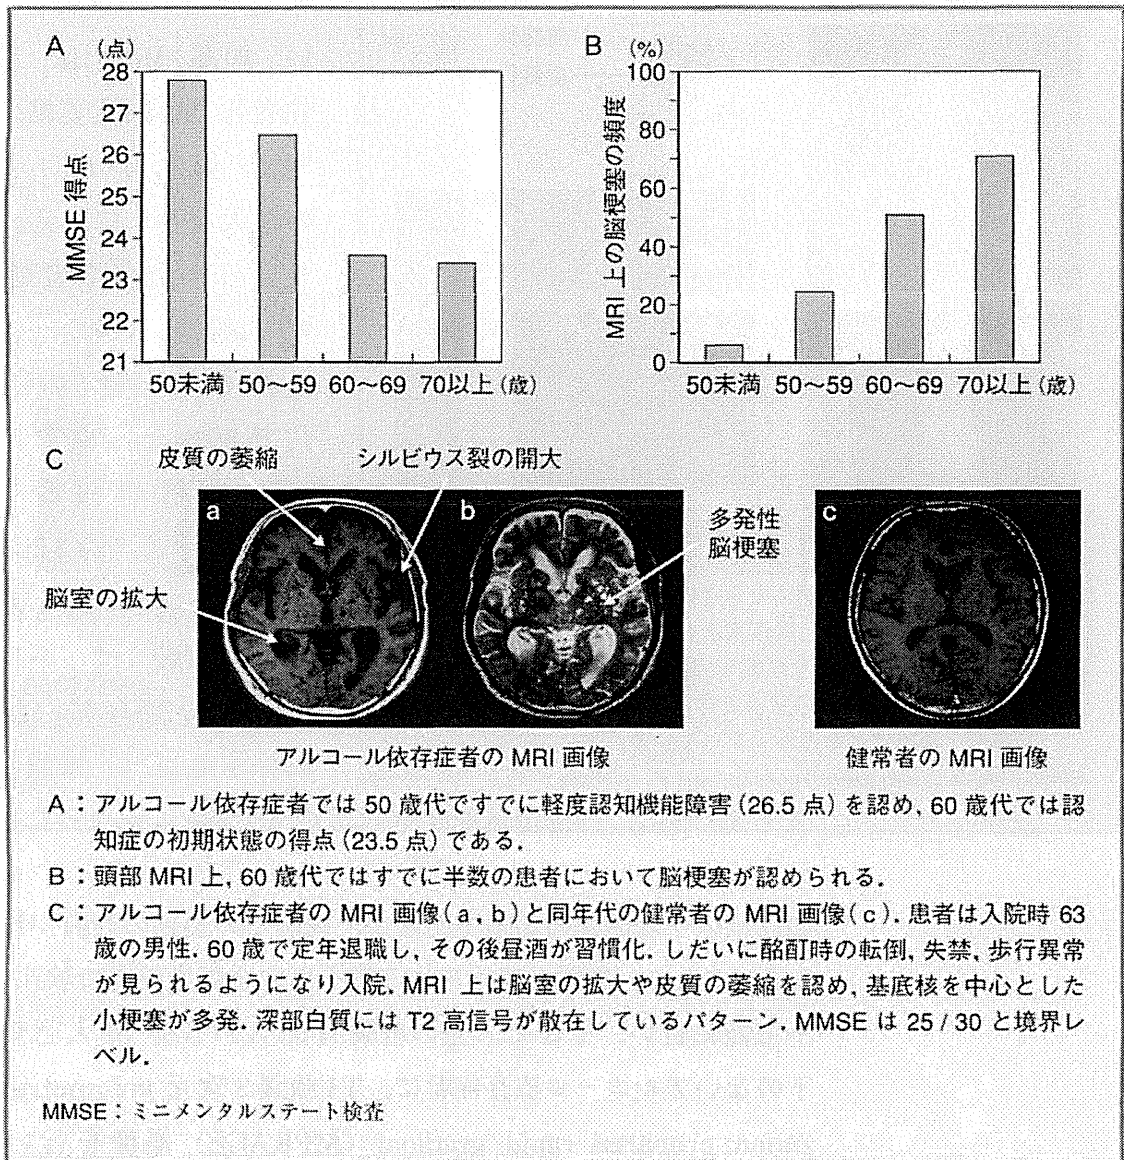 A (点)
28
27
26
25
24
23
22
21
MMSE 得点
50未満 50～59 60～69 70以上 (歳)
B (%)
100
80
60
40
20
0
MRI 上の脳梗塞の頻度
50未満 50～59 60～69 70以上 (歳)
C 皮質の萎縮 シルビウス裂の開大
a b c
多発性
脳梗塞
脳室の拡大
アルコール依存症者の MRI 画像 健常者の MRI 画像
A：アルコール依存症者では 50 歳代ですでに軽度認知機能障害 (26.5 点) を認め, 60 歳代では認
知症の初期状態の得点 (23.5 点) である.
B：頭部 MRI 上, 60 歳代ではすでに半数の患者において脳梗塞が認められる.
C：アルコール依存症者の MRI 画像 (a, b) と同年代の健常者の MRI 画像 (c). 患者は入院時 63
歳の男性. 60 歳で定年退職し, その後昼酒が習慣化. しだいに酩酊時の転倒, 失禁, 歩行異常
が見られるようになり入院. MRI 上は脳室の拡大や皮質の萎縮を認め, 基底核を中心とした
小梗塞が多発. 深部白質には T2 高信号が散在しているパターン. MMSE は 25 / 30 と境界レ
ベル.
MMSE：ミニメンタルステート検査